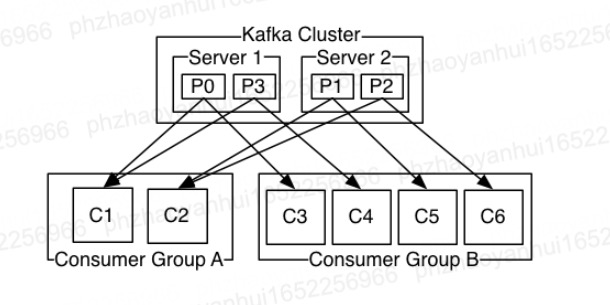 Kafka Cluster
Server 1 Server 2
P0 P3 P1 P2
C1 C2 C3 C4 C5 C6
Consumer Group A Consumer Group B
phzhaoyanhui1652256966